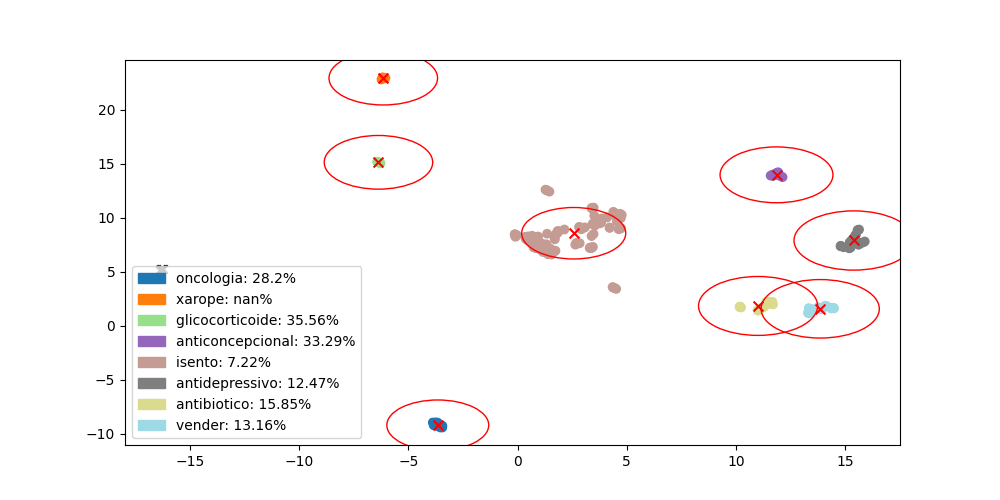 20
15
10
5
0
−5
−10
oncologia: 28.2%
xarope: nan%
glicocorticoide: 35.56%
anticoncepcional: 33.29%
isento: 7.22%
antidepressivo: 12.47%
antibiotico: 15.85%
vender: 13.16%
−15 −10 −5 0 5 10 15